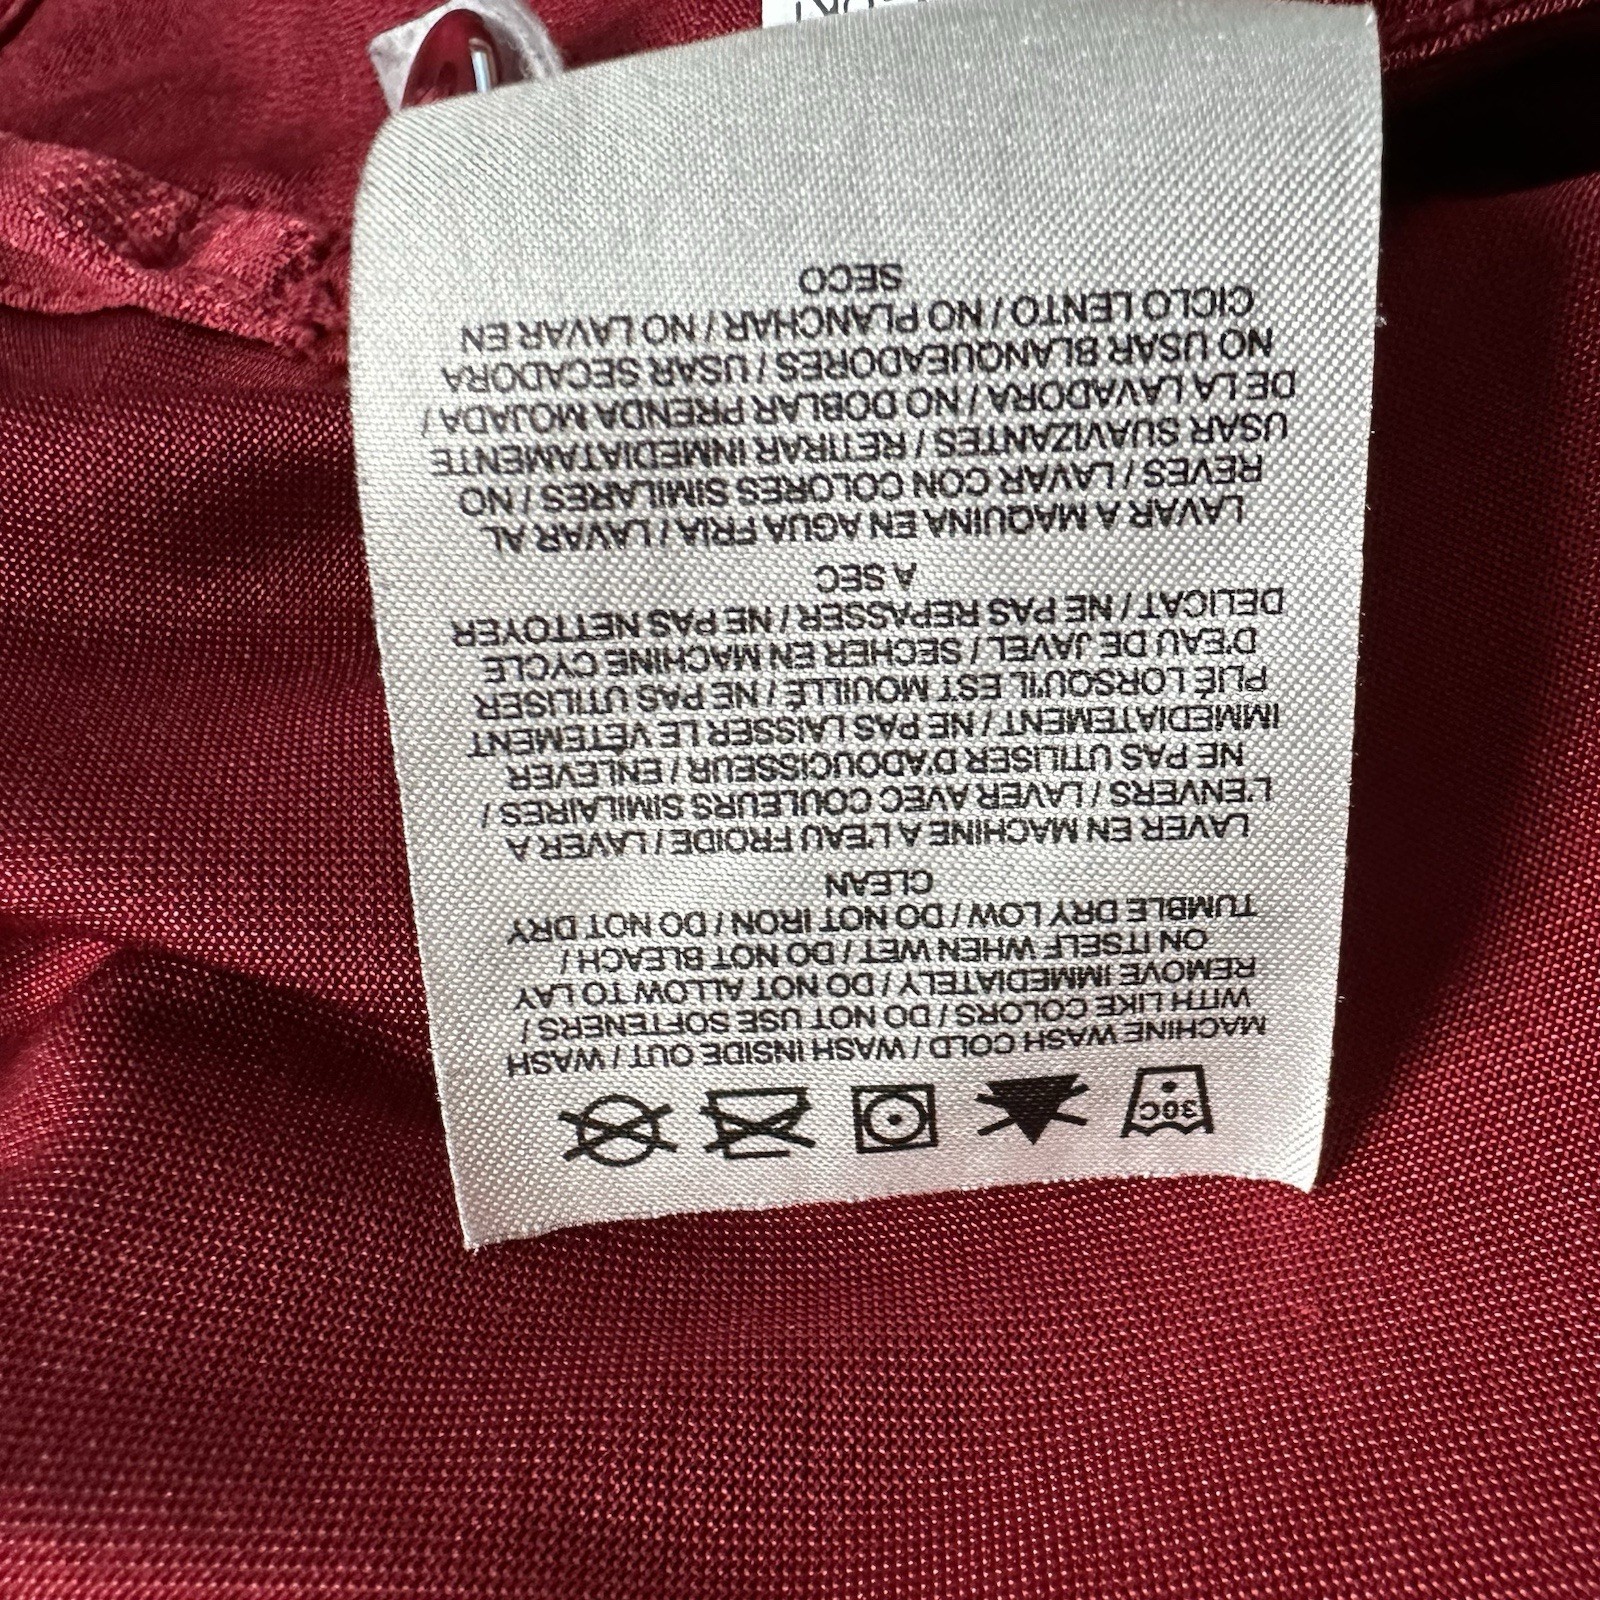 30C
MACHINE WASH COLD / WASH INSIDE OUT / WASH
WITH LIKE COLORS / DO NOT USE SOFTENERS /
REMOVE IMMEDIATELY / DO NOT ALLOW TO LAY
ON ITSELF WHEN WET / DO NOT BLEACH /
TUMBLE DRY LOW / DO NOT IRON / DO NOT DRY
CLEAN
LAVER EN MACHINE A L'EAU FROIDE / LAVER A
L'ENVERS / LAVER AVEC COULEURS SIMILAIRES /
NE PAS UTILISER D'ADOUCISSEUR / ENLEVER
IMMEDIATEMENT / NE PAS LAISSER LE VÊTEMENT
PLIÉ LORSQU'IL EST MOUILLÉ / NE PAS UTILISER
D'EAU DE JAVEL / SECHER EN MACHINE CYCLE
DELICAT / NE PAS REPASSER / NE PAS NETTOYER
A SEC
LAVAR A MAQUINA EN AGUA FRIA / LAVAR AL
REVES / LAVAR CON COLORES SIMILARES / NO
USAR SUAVIZANTES / RETIRAR INMEDIATAMENTE
DE LA LAVADORA / NO DOBLAR PRENDA MOJADA /
NO USAR BLANQUEADORES / USAR SECADORA
CICLO LENTO / NO PLANCHAR / NO LAVAR EN
SECO